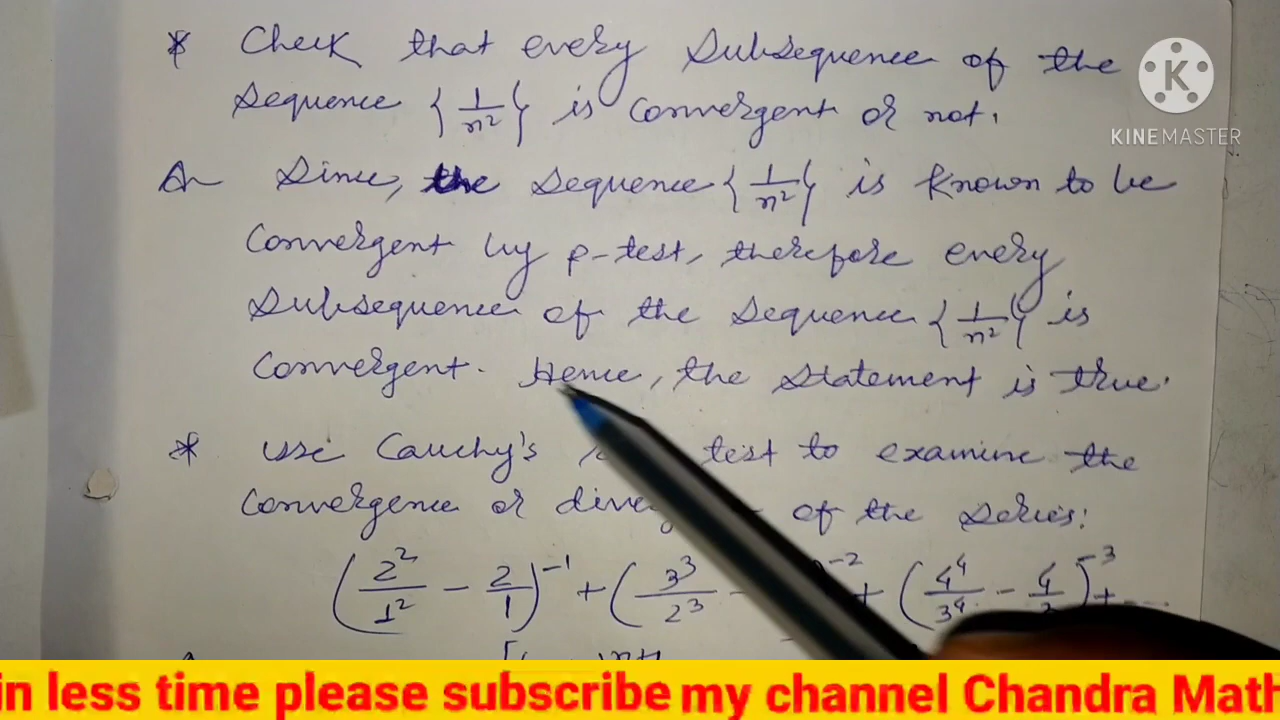 * Check that every subsequence of the
sequence {1/n²} is convergent or not.
K
KINEMASTER
An Since, the sequence {1/n²} is known to be
convergent by p-test, therefore every
subsequence of the sequence {1/n²} is
convergent. Hence, the statement is true.
* Use Cauchy's test to examine the
convergence or of the series:
(2²/1² - 2/1)⁻¹ + (3³/2³ - )⁻² + (4⁴/3⁴ - 4/3)⁻³ + ....
in less time please subscribe my channel Chandra Math